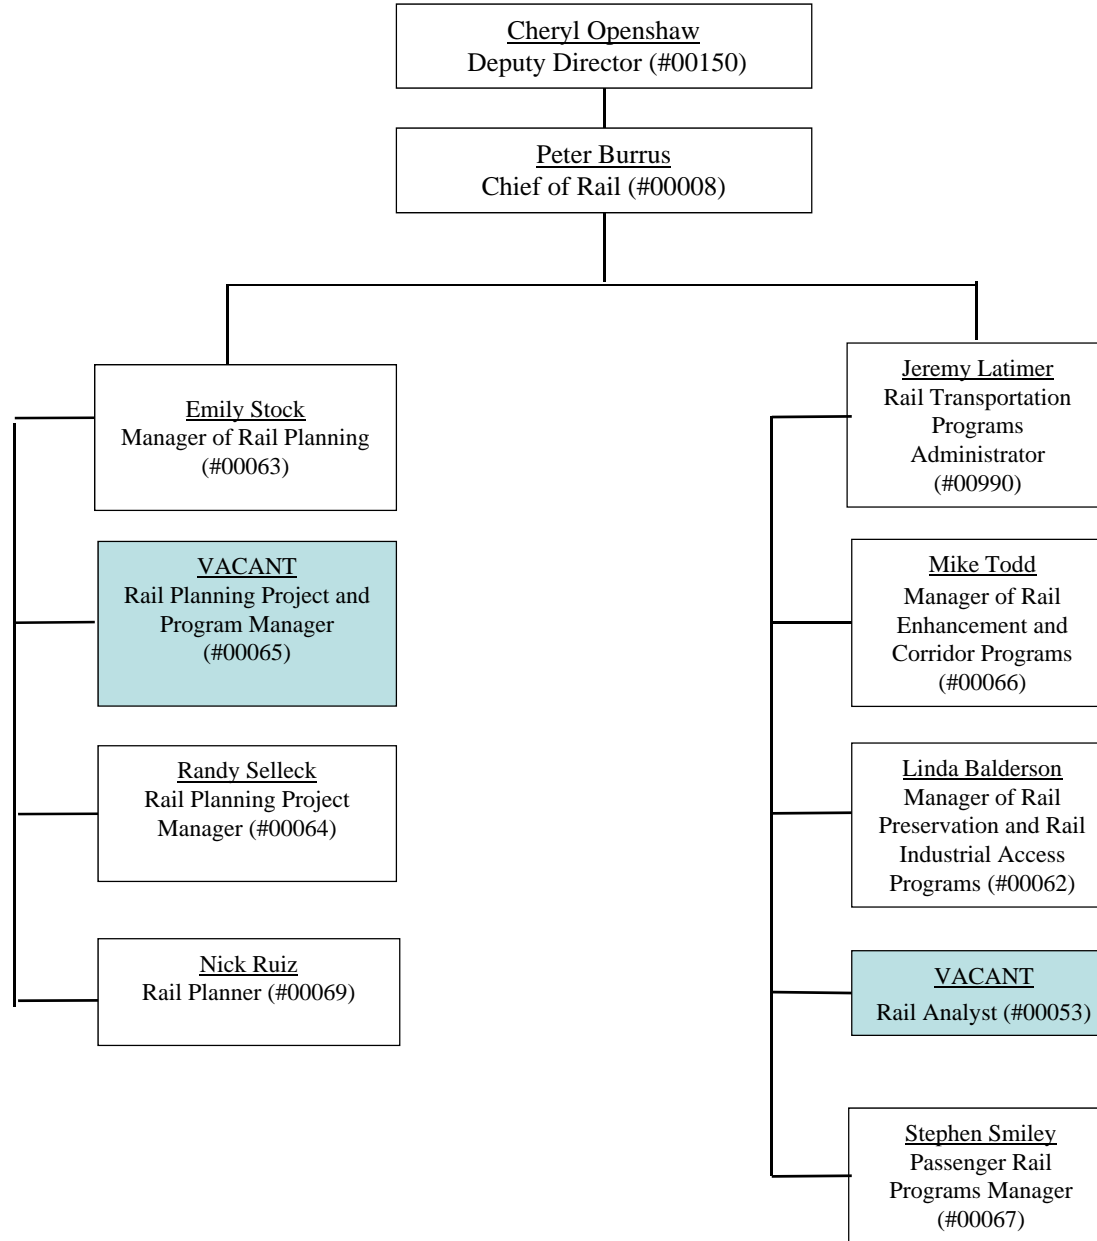 Cheryl Openshaw
Deputy Director (#00150)
Peter Burrus
Chief of Rail (#00008)
Emily Stock
Manager of Rail Planning
(#00063)
VACANT
Rail Planning Project and
Program Manager
(#00065)
Randy Selleck
Rail Planning Project
Manager (#00064)
Nick Ruiz
Rail Planner (#00069)
Jeremy Latimer
Rail Transportation
Programs
Administrator
(#00990)
Mike Todd
Manager of Rail
Enhancement and
Corridor Programs
(#00066)
Linda Balderson
Manager of Rail
Preservation and Rail
Industrial Access
Programs (#00062)
VACANT
Rail Analyst (#00053)
Stephen Smiley
Passenger Rail
Programs Manager
(#00067)